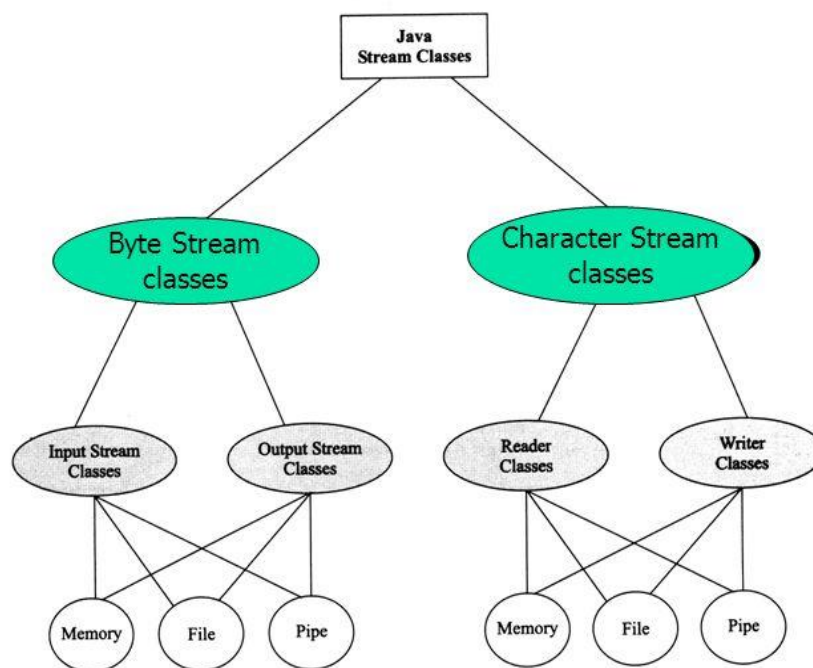 Java
Stream Classes
Byte Stream
classes
Character Stream
classes
Input Stream
Classes
Output Stream
Classes
Reader
Classes
Writer
Classes
Memory
File
Pipe
Memory
File
Pipe